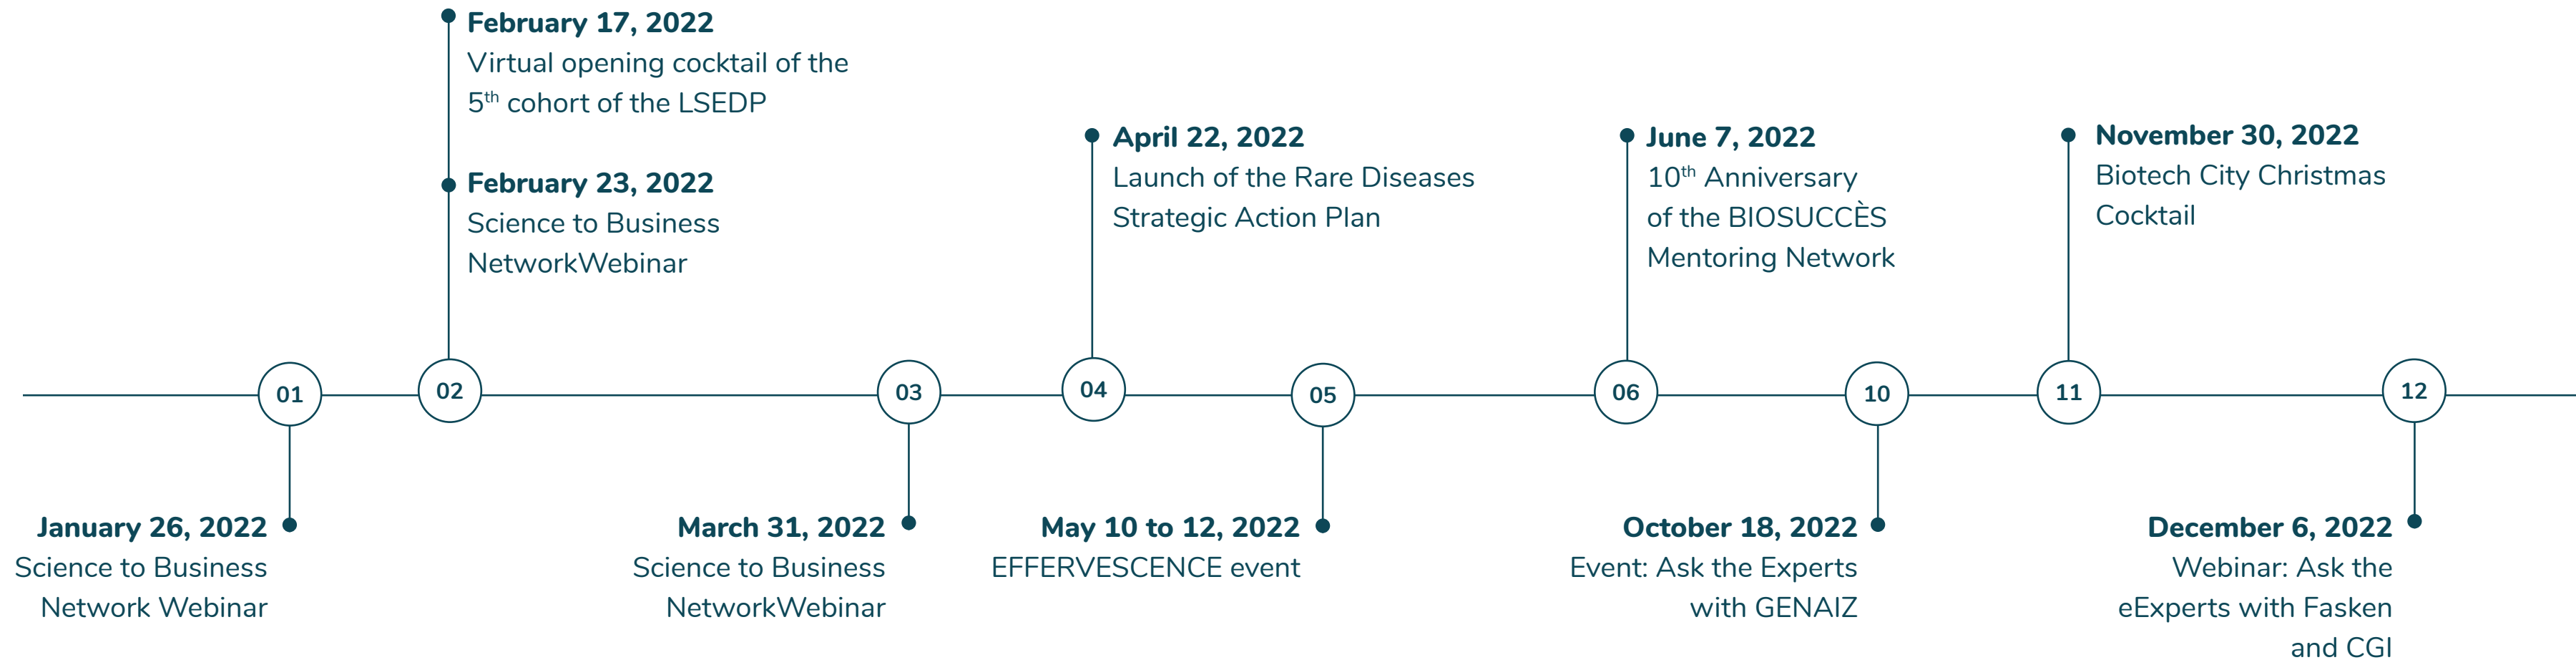 February 17, 2022
Virtual opening cocktail of the
5th cohort of the LSEDP
February 23, 2022
Science to Business
NetworkWebinar
April 22, 2022
Launch of the Rare Diseases
Strategic Action Plan
June 7, 2022
10th Anniversary
of the BIOSUCCÈS
Mentoring Network
November 30, 2022
Biotech City Christmas
Cocktail
01
02
03
04
05
06
10
11
12
January 26, 2022
Science to Business
Network Webinar
March 31, 2022
Science to Business
NetworkWebinar
May 10 to 12, 2022
EFFERVESCENCE event
October 18, 2022
Event: Ask the Experts
with GENAIZ
December 6, 2022
Webinar: Ask the
eExperts with Fasken
and CGI